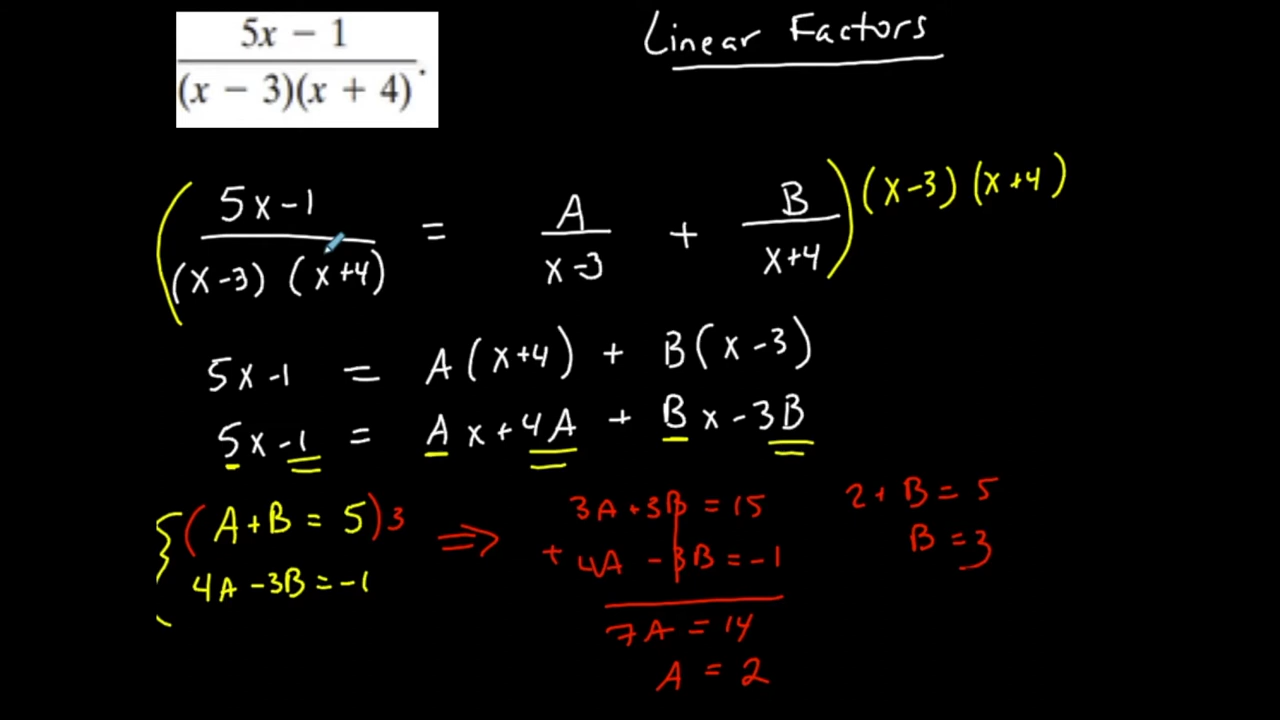 5x − 1
(x − 3)(x + 4).
Linear Factors
(5x-1 / (x-3) (x+4) = A / x-3 + B / x+4) (x-3) (x+4)
5x-1 = A(x+4) + B(x-3)
5x-1 = Ax+4A + Bx-3B
{(A+B = 5)3
4A-3B=-1
⇒
3A+3B = 15
+ 4A -3B = -1
7A = 14
A = 2
2+B = 5
B = 3